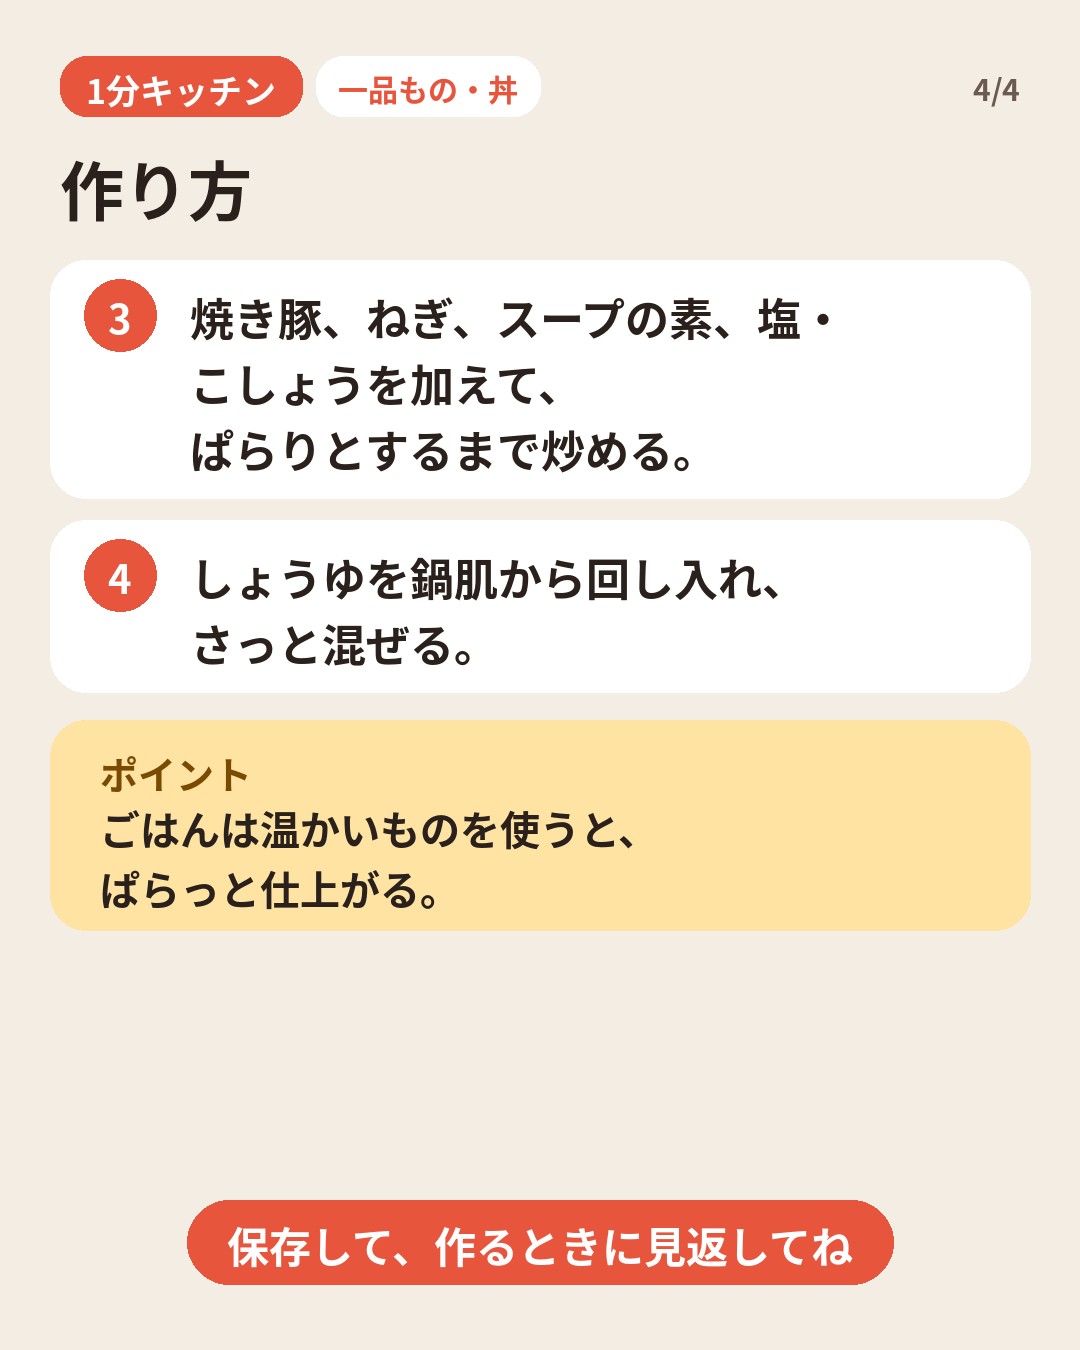 1分キッチン
一品もの・丼
4/4
作り方
3
焼き豚、ねぎ、スープの素、塩・
こしょうを加えて、
ぱらりとするまで炒める。
4
しょうゆを鍋肌から回し入れ、
さっと混ぜる。
ポイント
ごはんは温かいものを使うと、
ぱらっと仕上がる。
保存して、作るときに見返してね